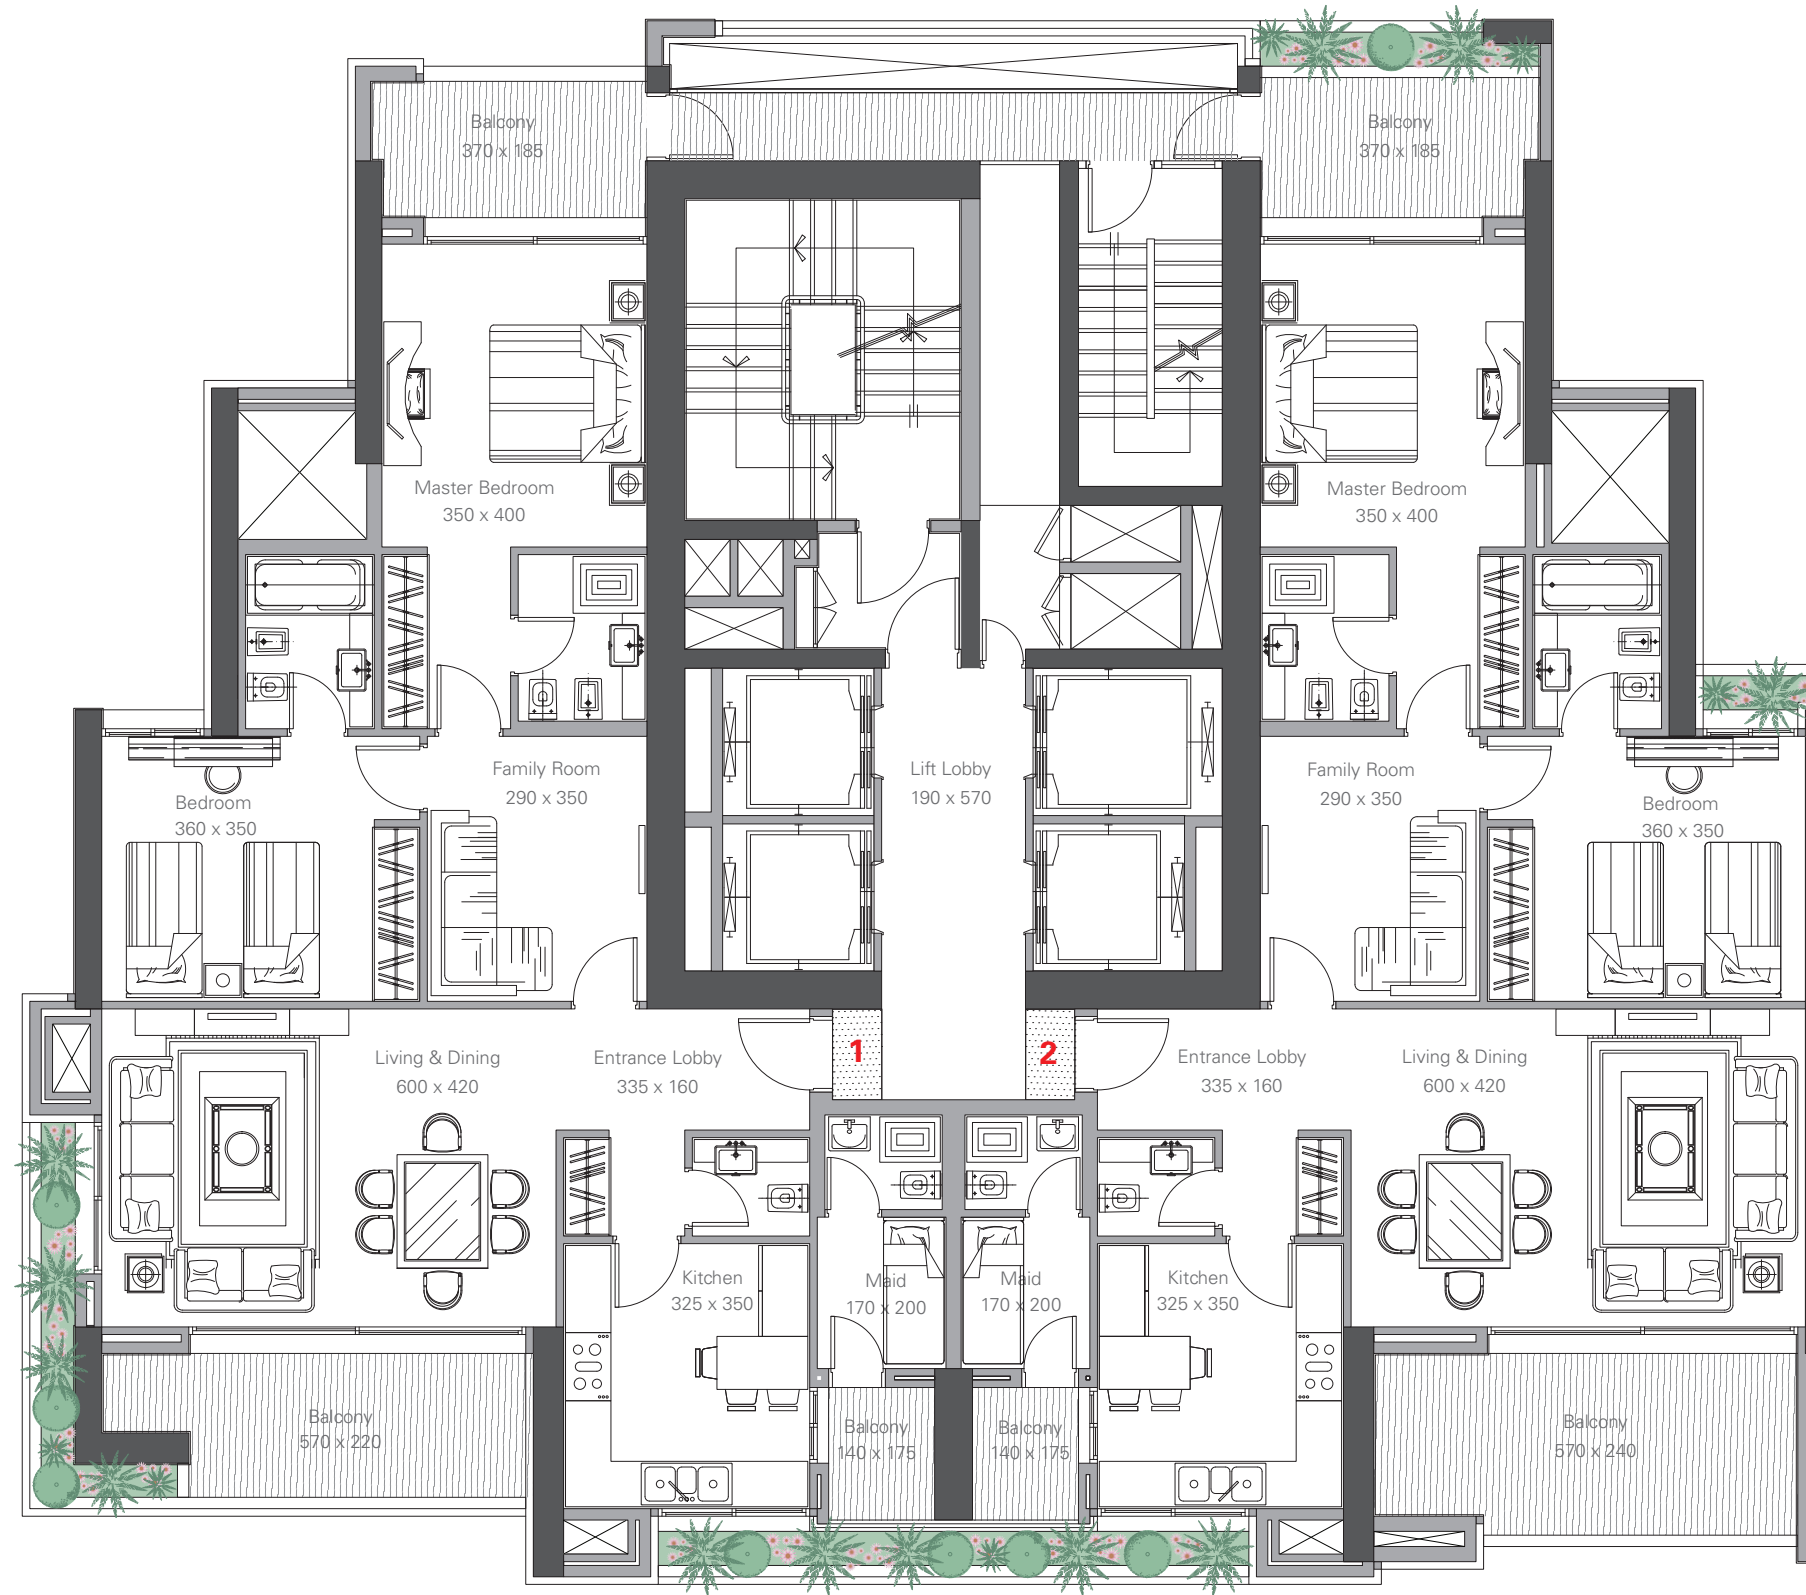 Balcony
370 x 185
Balcony
370 x 185
Master Bedroom
350 x 400
Master Bedroom
350 x 400
Family Room
290 x 350
Lift Lobby
190 x 570
Family Room
290 x 350
Bedroom
360 x 350
Bedroom
360 x 350
1
2
Living & Dining
600 x 420
Entrance Lobby
335 x 160
Entrance Lobby
335 x 160
Living & Dining
600 x 420
Kitchen
325 x 350
Maid
170 x 200
Maid
170 x 200
Kitchen
325 x 350
Balcony
570 x 220
Balcony
140 x 175
Balcony
140 x 175
Balcony
570 x 240